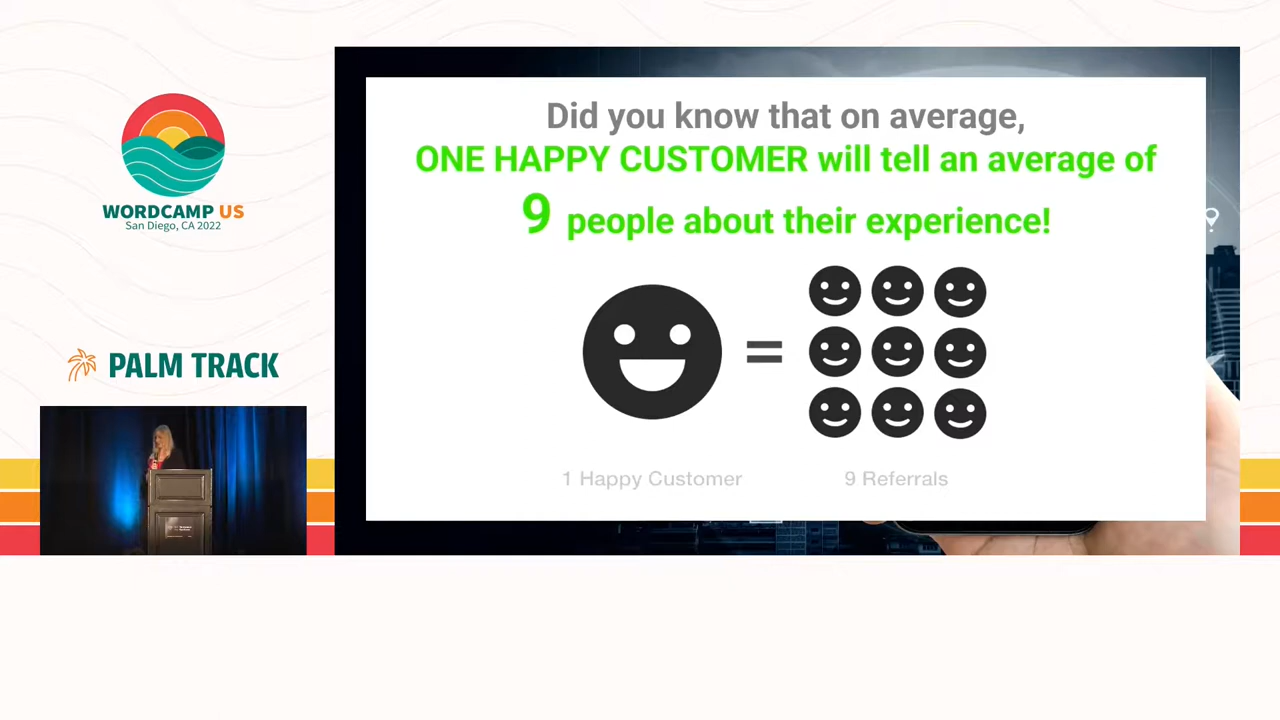 WORDCAMP US
San Diego, CA 2022
PALM TRACK
Did you know that on average,
ONE HAPPY CUSTOMER will tell an average of
9 people about their experience!
=
1 Happy Customer
9 Referrals